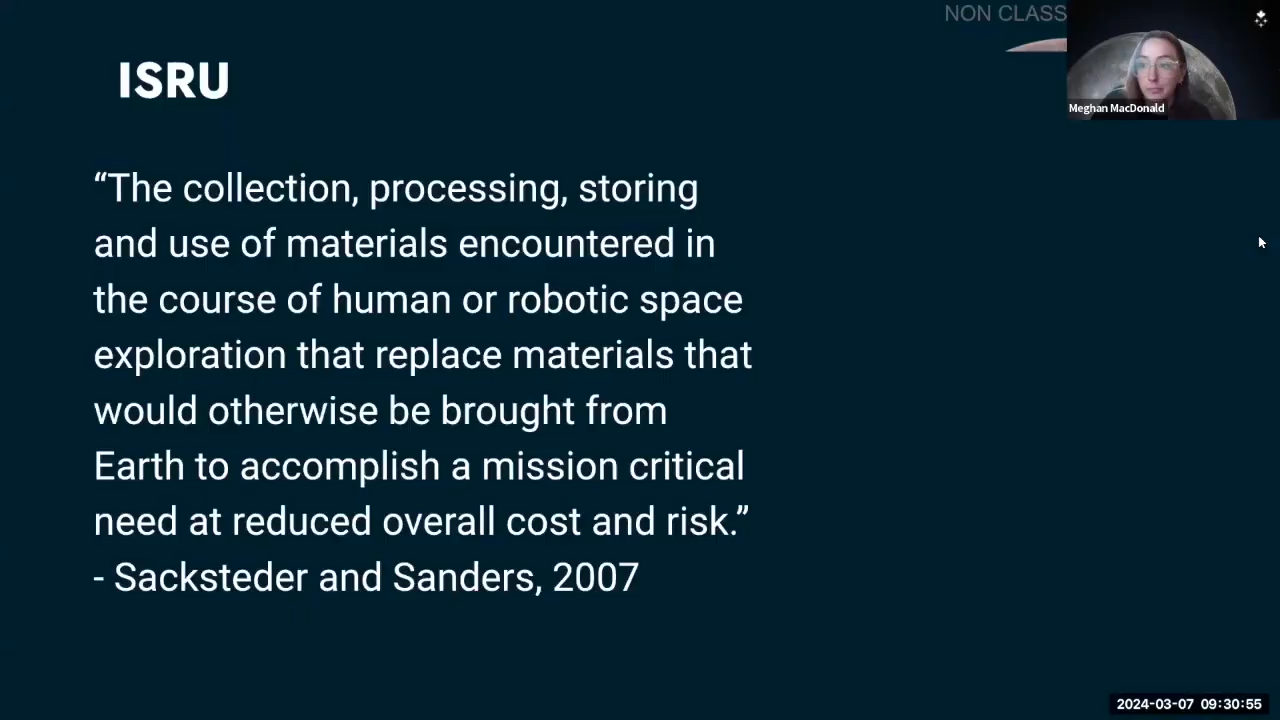 NON CLASS
ISRU
Meghan MacDonald
“The collection, processing, storing
and use of materials encountered in
the course of human or robotic space
exploration that replace materials that
would otherwise be brought from
Earth to accomplish a mission critical
need at reduced overall cost and risk.”
- Sacksteder and Sanders, 2007
2024-03-07 09:30:55